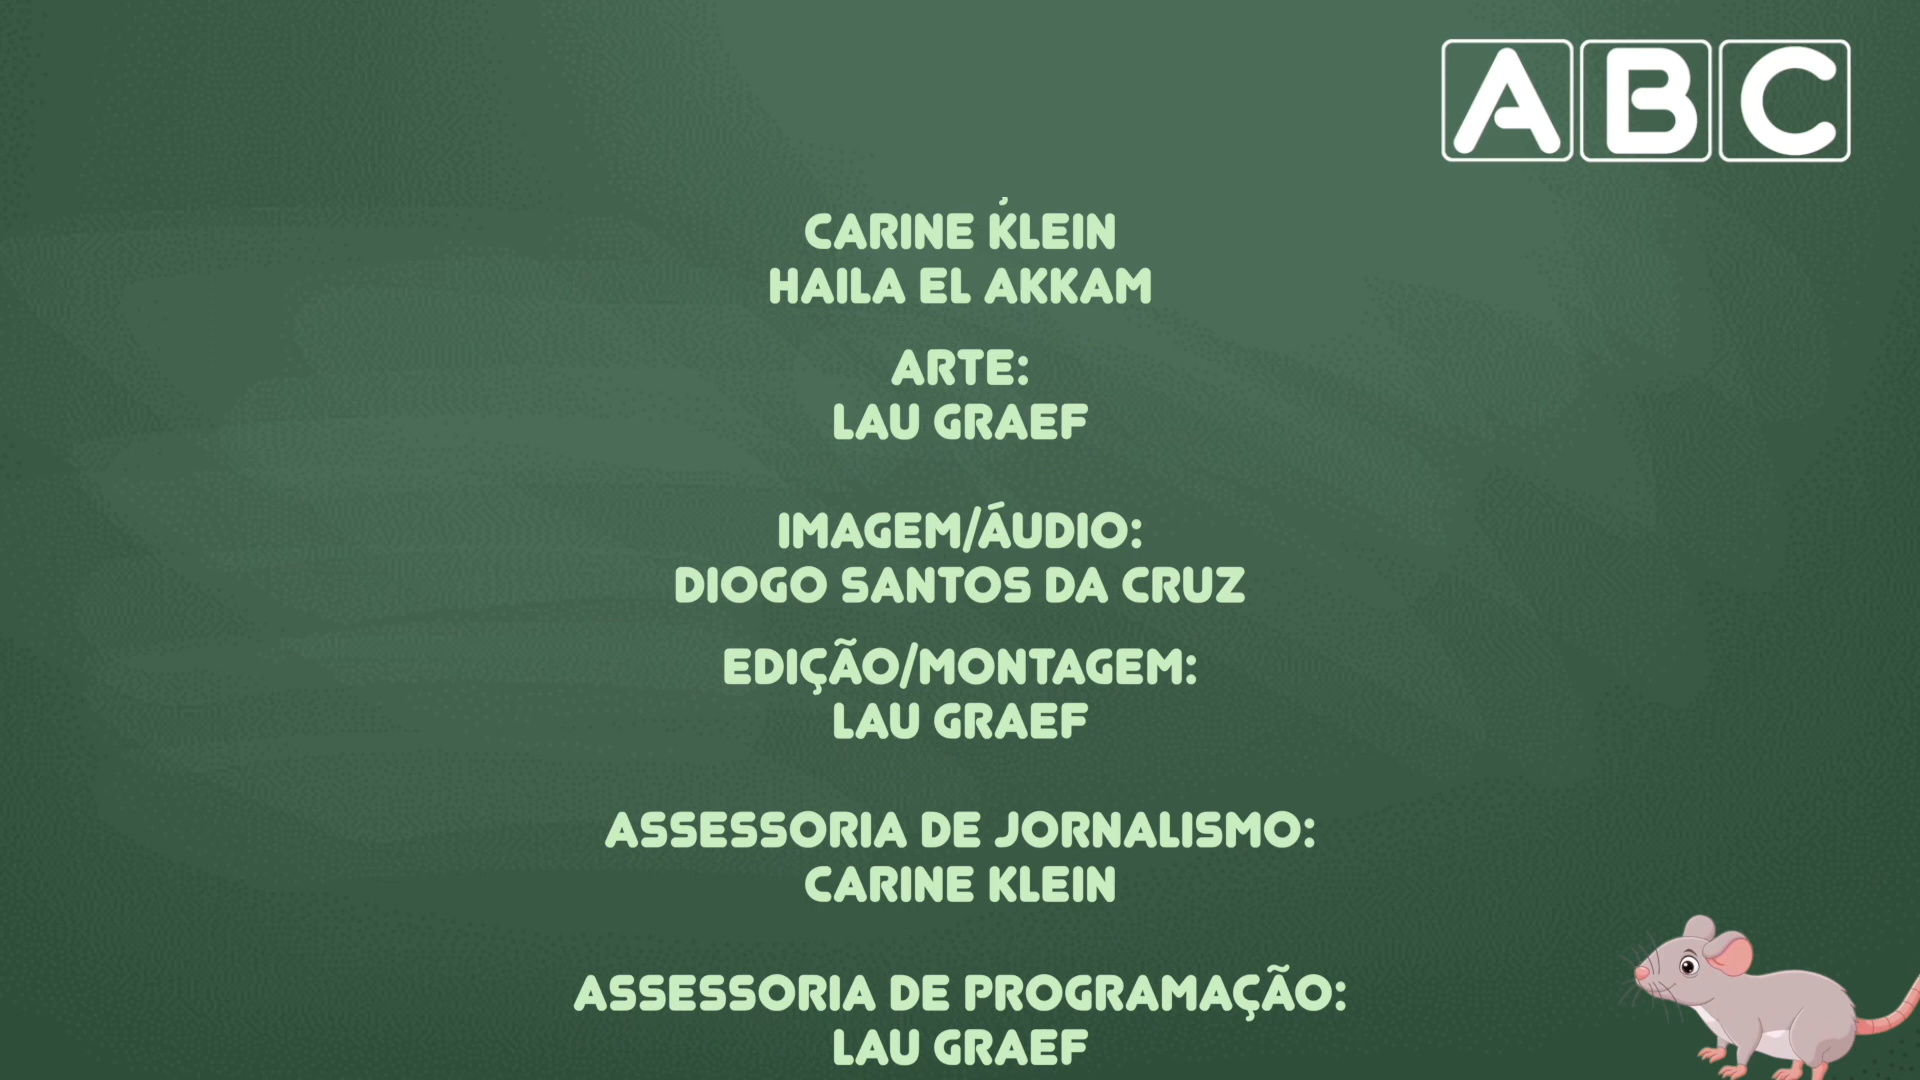 ABC
CARINE KLEIN
HAILA EL AKKAM
ARTE:
LAU GRAEF
IMAGEM/ÁUDIO:
DIOGO SANTOS DA CRUZ
EDIÇÃO/MONTAGEM:
LAU GRAEF
ASSESSORIA DE JORNALISMO:
CARINE KLEIN
ASSESSORIA DE PROGRAMAÇÃO:
LAU GRAEF